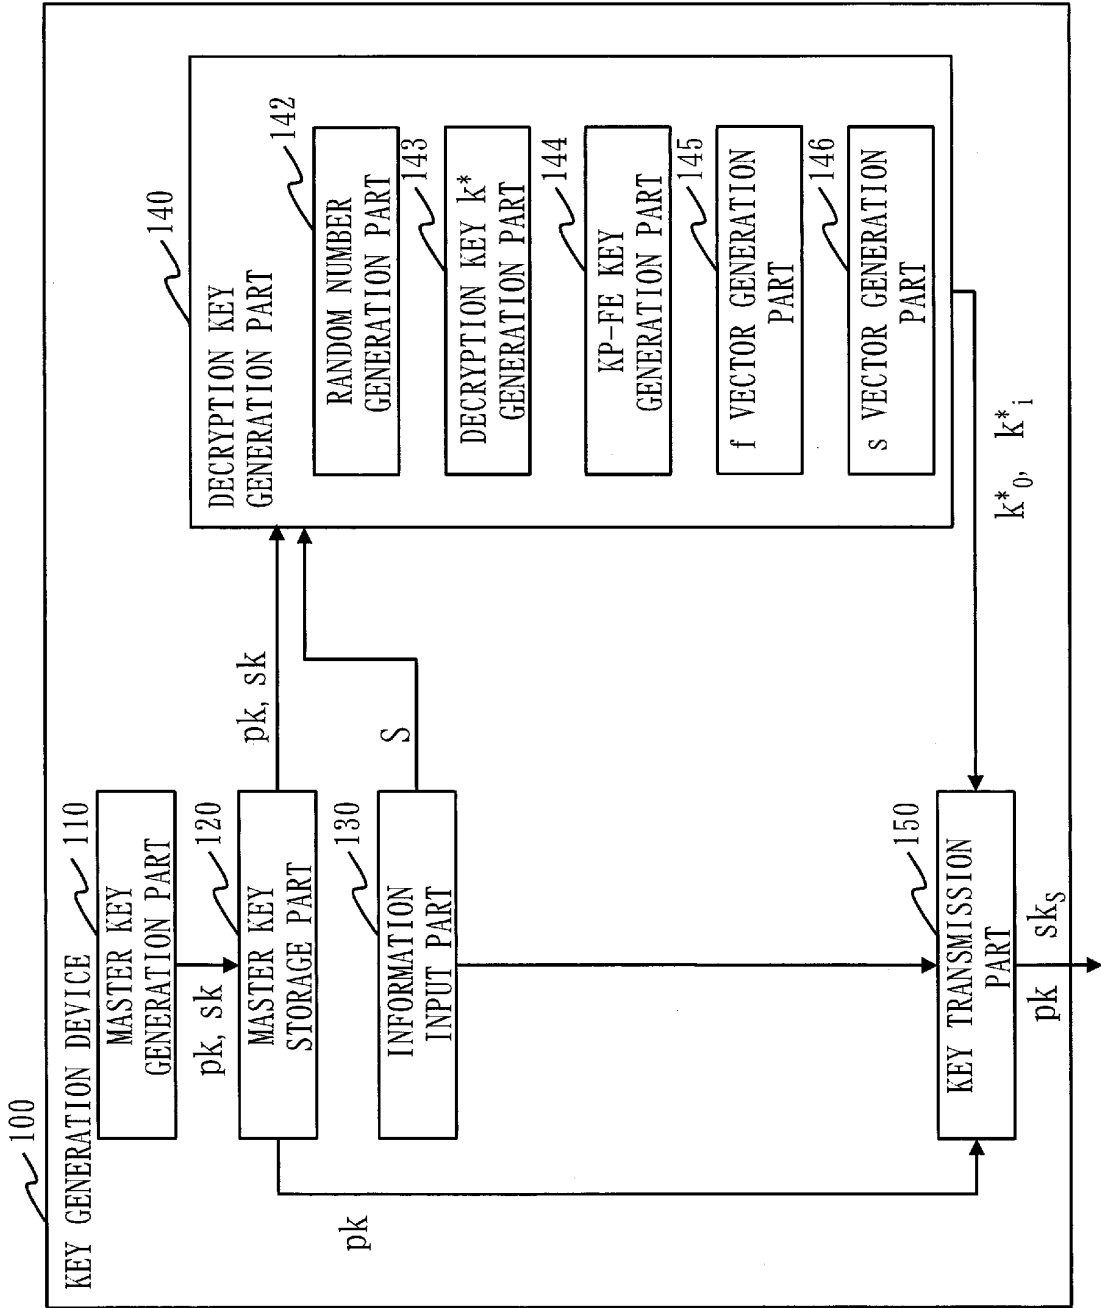 100
KEY GENERATION DEVICE
110
MASTER KEY
GENERATION PART
pk, sk
120
MASTER KEY
STORAGE PART
pk, sk
pk
130
INFORMATION
INPUT PART
S
140
DECRYPTION KEY
GENERATION PART
142
RANDOM NUMBER
GENERATION PART
143
DECRYPTION KEY k*
GENERATION PART
144
KP-FE KEY
GENERATION PART
145
f VECTOR GENERATION
PART
146
s VECTOR GENERATION
PART
k*0, k*i
150
KEY TRANSMISSION
PART
pk
skS